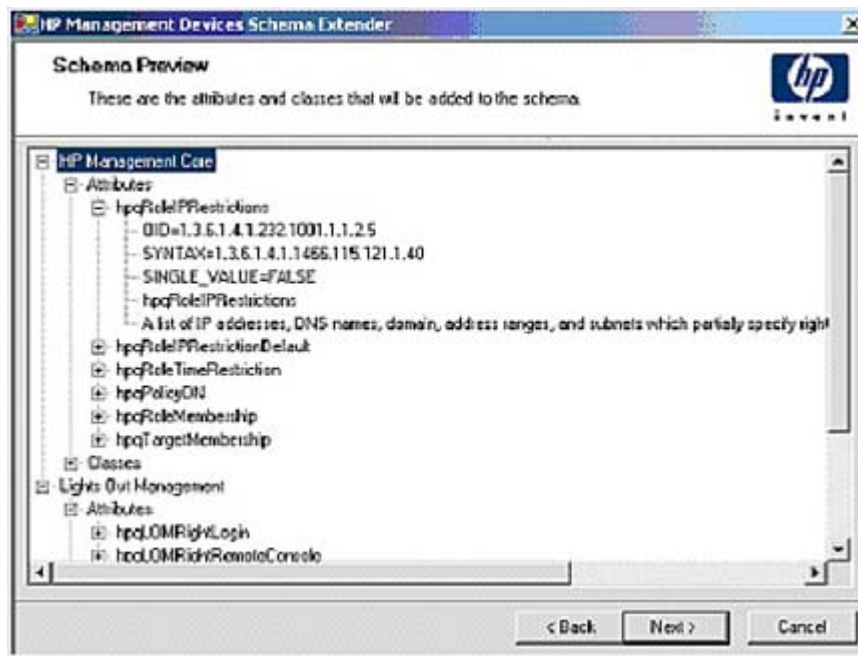 HP Management Devices Schema Extender
Schema Preview
These are the attributes and classes that will be added to the schema.
hp
invent
HP Management Core
Attributes
hpqRoleIPRestrictions
OID=1.3.6.1.4.1.232.1001.1.1.2.5
SYNTAX=1.3.6.1.4.1.1466.115.121.1.40
SINGLE_VALUE=FALSE
hpqRoleIPRestrictions
A list of IP addresses, DNS names, domain, address ranges, and subnets which partialy specify right
hpqRoleIPRestrictionDefault
hpqRoleTimeRestriction
hpqPolicyDN
hpqRoleMembership
hpqTargetMembership
Classes
Lights Out Management
Attributes
hpqLOMRightLogin
hpqLOMRightRemoteConsole
< Back
Next >
Cancel